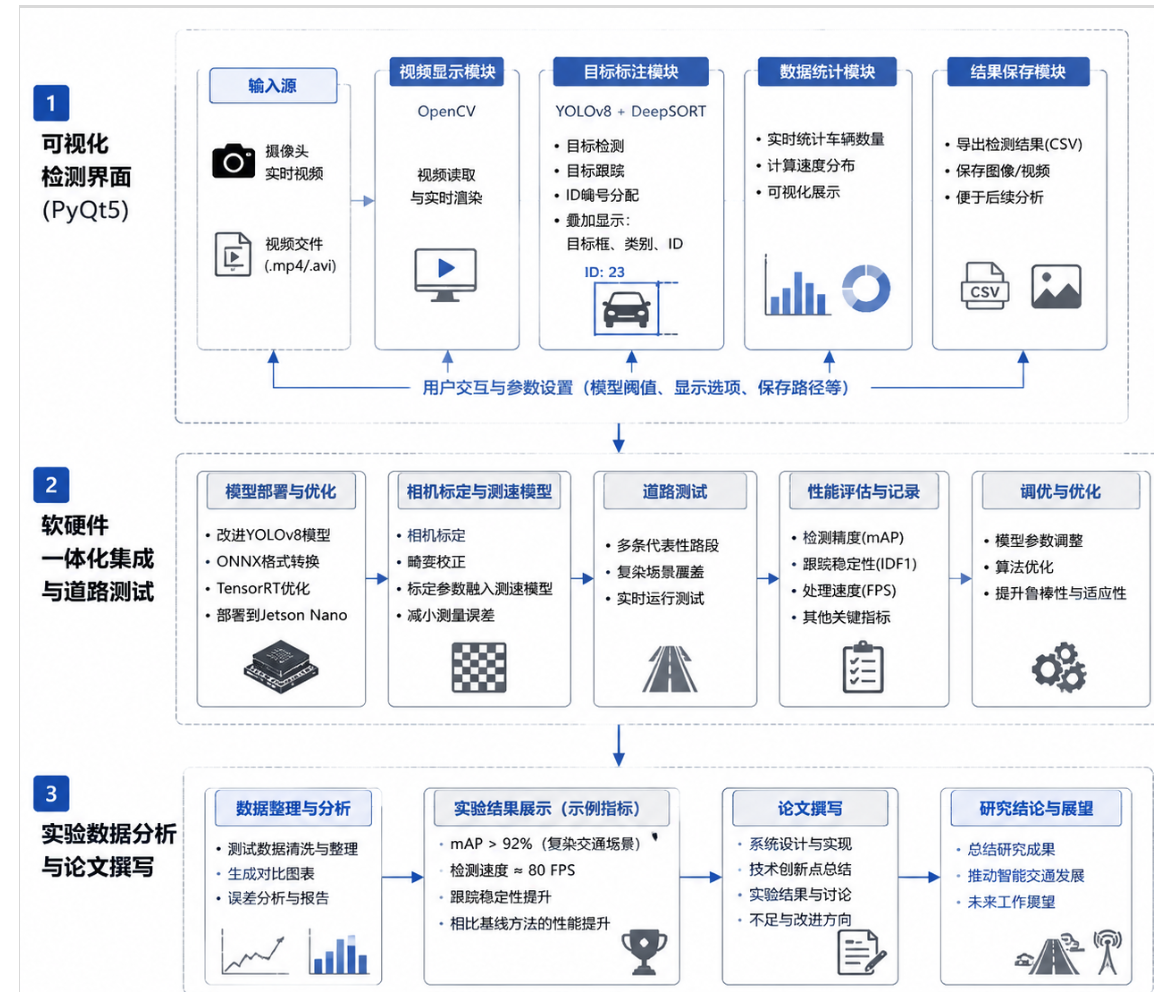 1
可视化
检测界面
(PyQt5)
输入源
摄像头
实时视频
视频交件
(.mp4/.avi)
视频显示模块
OpenCV
视频读取
与实时渲染
目标标注模块
YOLOv8 + DeepSORT
• 目标检测
• 目标跟踪
• ID编号分配
• 叠加显示：
目标框、类别、ID
ID: 23
数据统计模块
• 实时统计车辆数量
• 计算速度分布
• 可视化展示
结果保存模块
• 导出检测结果(CSV)
• 保存图像/视频
• 便于后续分析
CSV
用户交互与参数设置（模型阀值、显示选项、保存路径等）
2
软硬件
一体化集成
与道路测试
模型部署与优化
• 改进YOLOv8模型
• ONNX格式转换
• TensorRT优化
• 部署到Jetson Nano
相机标定与测速模型
• 相机标定
• 畸变校正
• 标定参数融入测速模型
• 减小测量误差
道路测试
• 多条代表性路段
• 复杂场景覆盖
• 实时运行测试
性能评估与记录
• 检测精度(mAP)
• 跟踪稳定性(IDF1)
• 处理速度(FPS)
• 其他关键指标
调优与优化
• 模型参数调整
• 算法优化
• 提升鲁棒性与适应性
3
实验数据分析
与论文撰写
数据整理与分析
• 测试数据清洗与整理
• 生成对比图表
• 误差分析与报告
实验结果展示（示例指标）
• mAP > 92%（复杂交通场景）
• 检测速度 ≈ 80 FPS
• 跟踪稳定性提升
• 相比基线方法的性能提升
论文撰写
• 系统设计与实现
• 技术创新点总结
• 实验结果与讨论
• 不足与改进方向
研究结论与展望
• 总结研究成果
• 推动智能交通发展
• 未来工作展望